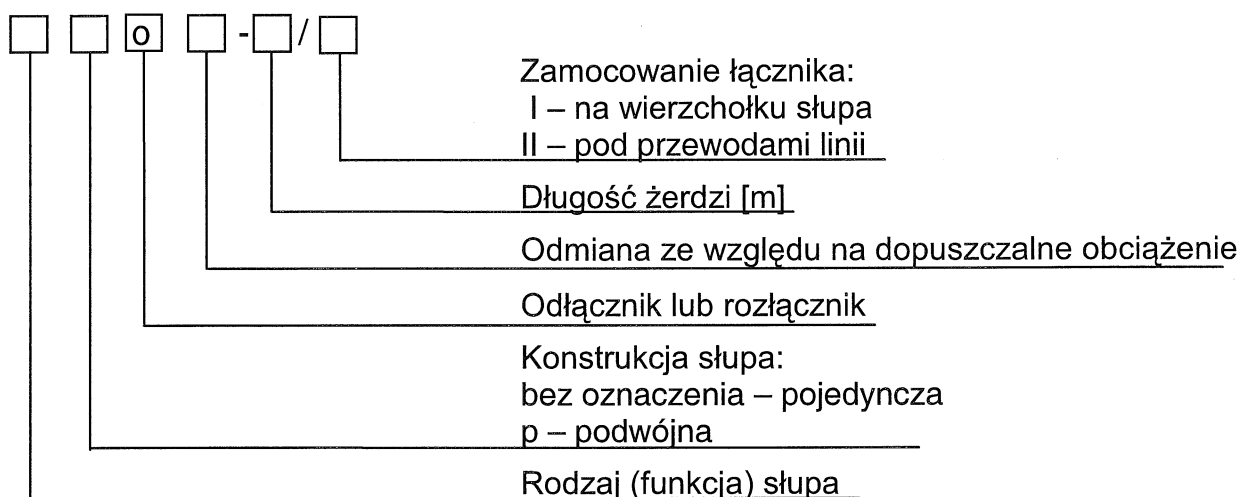 o - /
Zamocowanie łącznika:
I – na wierzchołku słupa
II – pod przewodami linii
Długość żerdzi [m]
Odmiana ze względu na dopuszczalne obciążenie
Odłącznik lub rozłącznik
Konstrukcja słupa:
bez oznaczenia – pojedyncza
p – podwójna
Rodzaj (funkcja) słupa